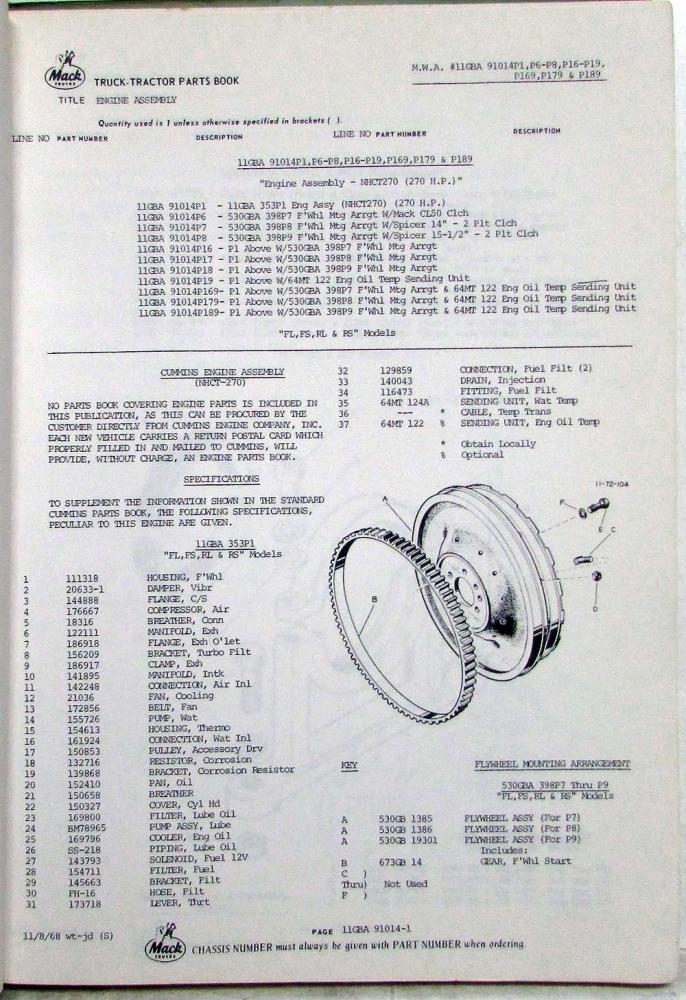 Mack
TRUCKS
TRUCK-TRACTOR PARTS BOOK
M.W.A. #11GBA 91014P1,P6-P8,P16-P19,
P169,P179 & P189
TITLE ENGINE ASSEMBLY
Quantity used is 1 unless otherwise specified in brackets ( ).
LINE NO PART NUMBER DESCRIPTION LINE NO PART NUMBER DESCRIPTION
11GBA 91014P1,P6-P8,P16-P19,P169,P179 & P189
"Engine Assembly - NHCT270 (270 H.P.)"
11GBA 91014P1 - 11GBA 353P1 Eng Assy (NHCT270) (270 H.P.)
11GBA 91014P6 - 530GBA 398P7 F'Whl Mtg Arrgt W/Mack CL50 Clch
11GBA 91014P7 - 530GBA 398P8 F'Whl Mtg Arrgt W/Spicer 14" - 2 Plt Clch
11GBA 91014P8 - 530GBA 398P9 F'Whl Mtg Arrgt W/Spicer 15-1/2" - 2 Plt Clch
11GBA 91014P16 - P1 Above W/530GBA 398P7 F'Whl Mtg Arrgt
11GBA 91014P17 - P1 Above W/530GBA 398P8 F'Whl Mtg Arrgt
11GBA 91014P18 - P1 Above W/530GBA 398P9 F'Whl Mtg Arrgt
11GBA 91014P19 - P1 Above W/64MT 122 Eng Oil Temp Sending Unit
11GBA 91014P169- P1 Above W/530GBA 398P7 F'Whl Mtg Arrgt & 64MT 122 Eng Oil Temp Sending Unit
11GBA 91014P179- P1 Above W/530GBA 398P8 F'Whl Mtg Arrgt & 64MT 122 Eng Oil Temp Sending Unit
11GBA 91014P189- P1 Above W/530GBA 398P9 F'Whl Mtg Arrgt & 64MT 122 Eng Oil Temp Sending Unit
"FL,FS,RL & RS" Models
CUMMINS ENGINE ASSEMBLY
(NHCT-270)
NO PARTS BOOK COVERING ENGINE PARTS IS INCLUDED IN
THIS PUBLICATION, AS THIS CAN BE PROCURED BY THE
CUSTOMER DIRECTLY FROM CUMMINS ENGINE COMPANY, INC.
EACH NEW VEHICLE CARRIES A RETURN POSTAL CARD WHICH
PROPERLY FILLED IN AND MAILED TO CUMMINS, WILL
PROVIDE, WITHOUT CHARGE, AN ENGINE PARTS BOOK.
SPECIFICATIONS
TO SUPPLEMENT THE INFORMATION SHOWN IN THE STANDARD
CUMMINS PARTS BOOK, THE FOLLOWING SPECIFICATIONS,
PECULIAR TO THIS ENGINE ARE GIVEN.
11GBA 353P1
"FL,FS,RL & RS" Models
1 111318 HOUSING, F'Whl
2 20633-1 DAMPER, Vibr
3 144888 FLANGE, C/S
4 176667 COMPRESSOR, Air
5 18316 BREATHER, Conn
6 122111 MANIFOLD, Exh
7 186918 FLANGE, Exh O'let
8 156209 BRACKET, Turbo Filt
9 186917 CLAMP, Exh
10 141895 MANIFOLD, Intk
11 142248 CONNECTION, Air Inl
12 21036 FAN, Cooling
13 172856 BELT, Fan
14 155726 PUMP, Wat
15 154613 HOUSING, Thermo
16 161924 CONNECTION, Wat Inl
17 150853 PULLEY, Accessory Drv
18 132716 RESISTOR, Corrosion
19 139868 BRACKET, Corrosion Resistor
20 152410 PAN, Oil
21 150658 BREATHER
22 150327 COVER, Cyl Hd
23 169800 FILTER, Lube Oil
24 BM78965 PUMP ASSY, Lube
25 169796 COOLER, Eng Oil
26 SS-218 PIPING, Lube Oil
27 143793 SOLENOID, Fuel 12V
28 154711 FILTER, Fuel
29 145663 BRACKET, Filt
30 FH-16 HOSE, Filt
31 173718 LEVER, Thrt
32 129859 CONNECTION, Fuel Filt (2)
33 140043 DRAIN, Injection
34 116473 FITTING, Fuel Filt
35 64MT 124A SENDING UNIT, Wat Temp
36 --- * CABLE, Temp Trans
37 64MT 122 % SENDING UNIT, Eng Oil Temp
* Obtain Locally
% Optional
11-72-104
A
F
E C
B
D
KEY FLYWHEEL MOUNTING ARRANGEMENT
530GBA 398P7 Thru P9
"FL,FS,RL & RS" Models
A 530GB 1385 FLYWHEEL ASSY (For P7)
A 530GB 1386 FLYWHEEL ASSY (For P8)
A 530GB 19301 FLYWHEEL ASSY (For P9)
Includes:
B 673GB 14 GEAR, F'Whl Start
C )
Thru) Not Used
F )
11/8/68 wt-jd (S)
PAGE 11GBA 91014-1
Mack
TRUCKS
CHASSIS NUMBER must always be given with PART NUMBER when ordering.